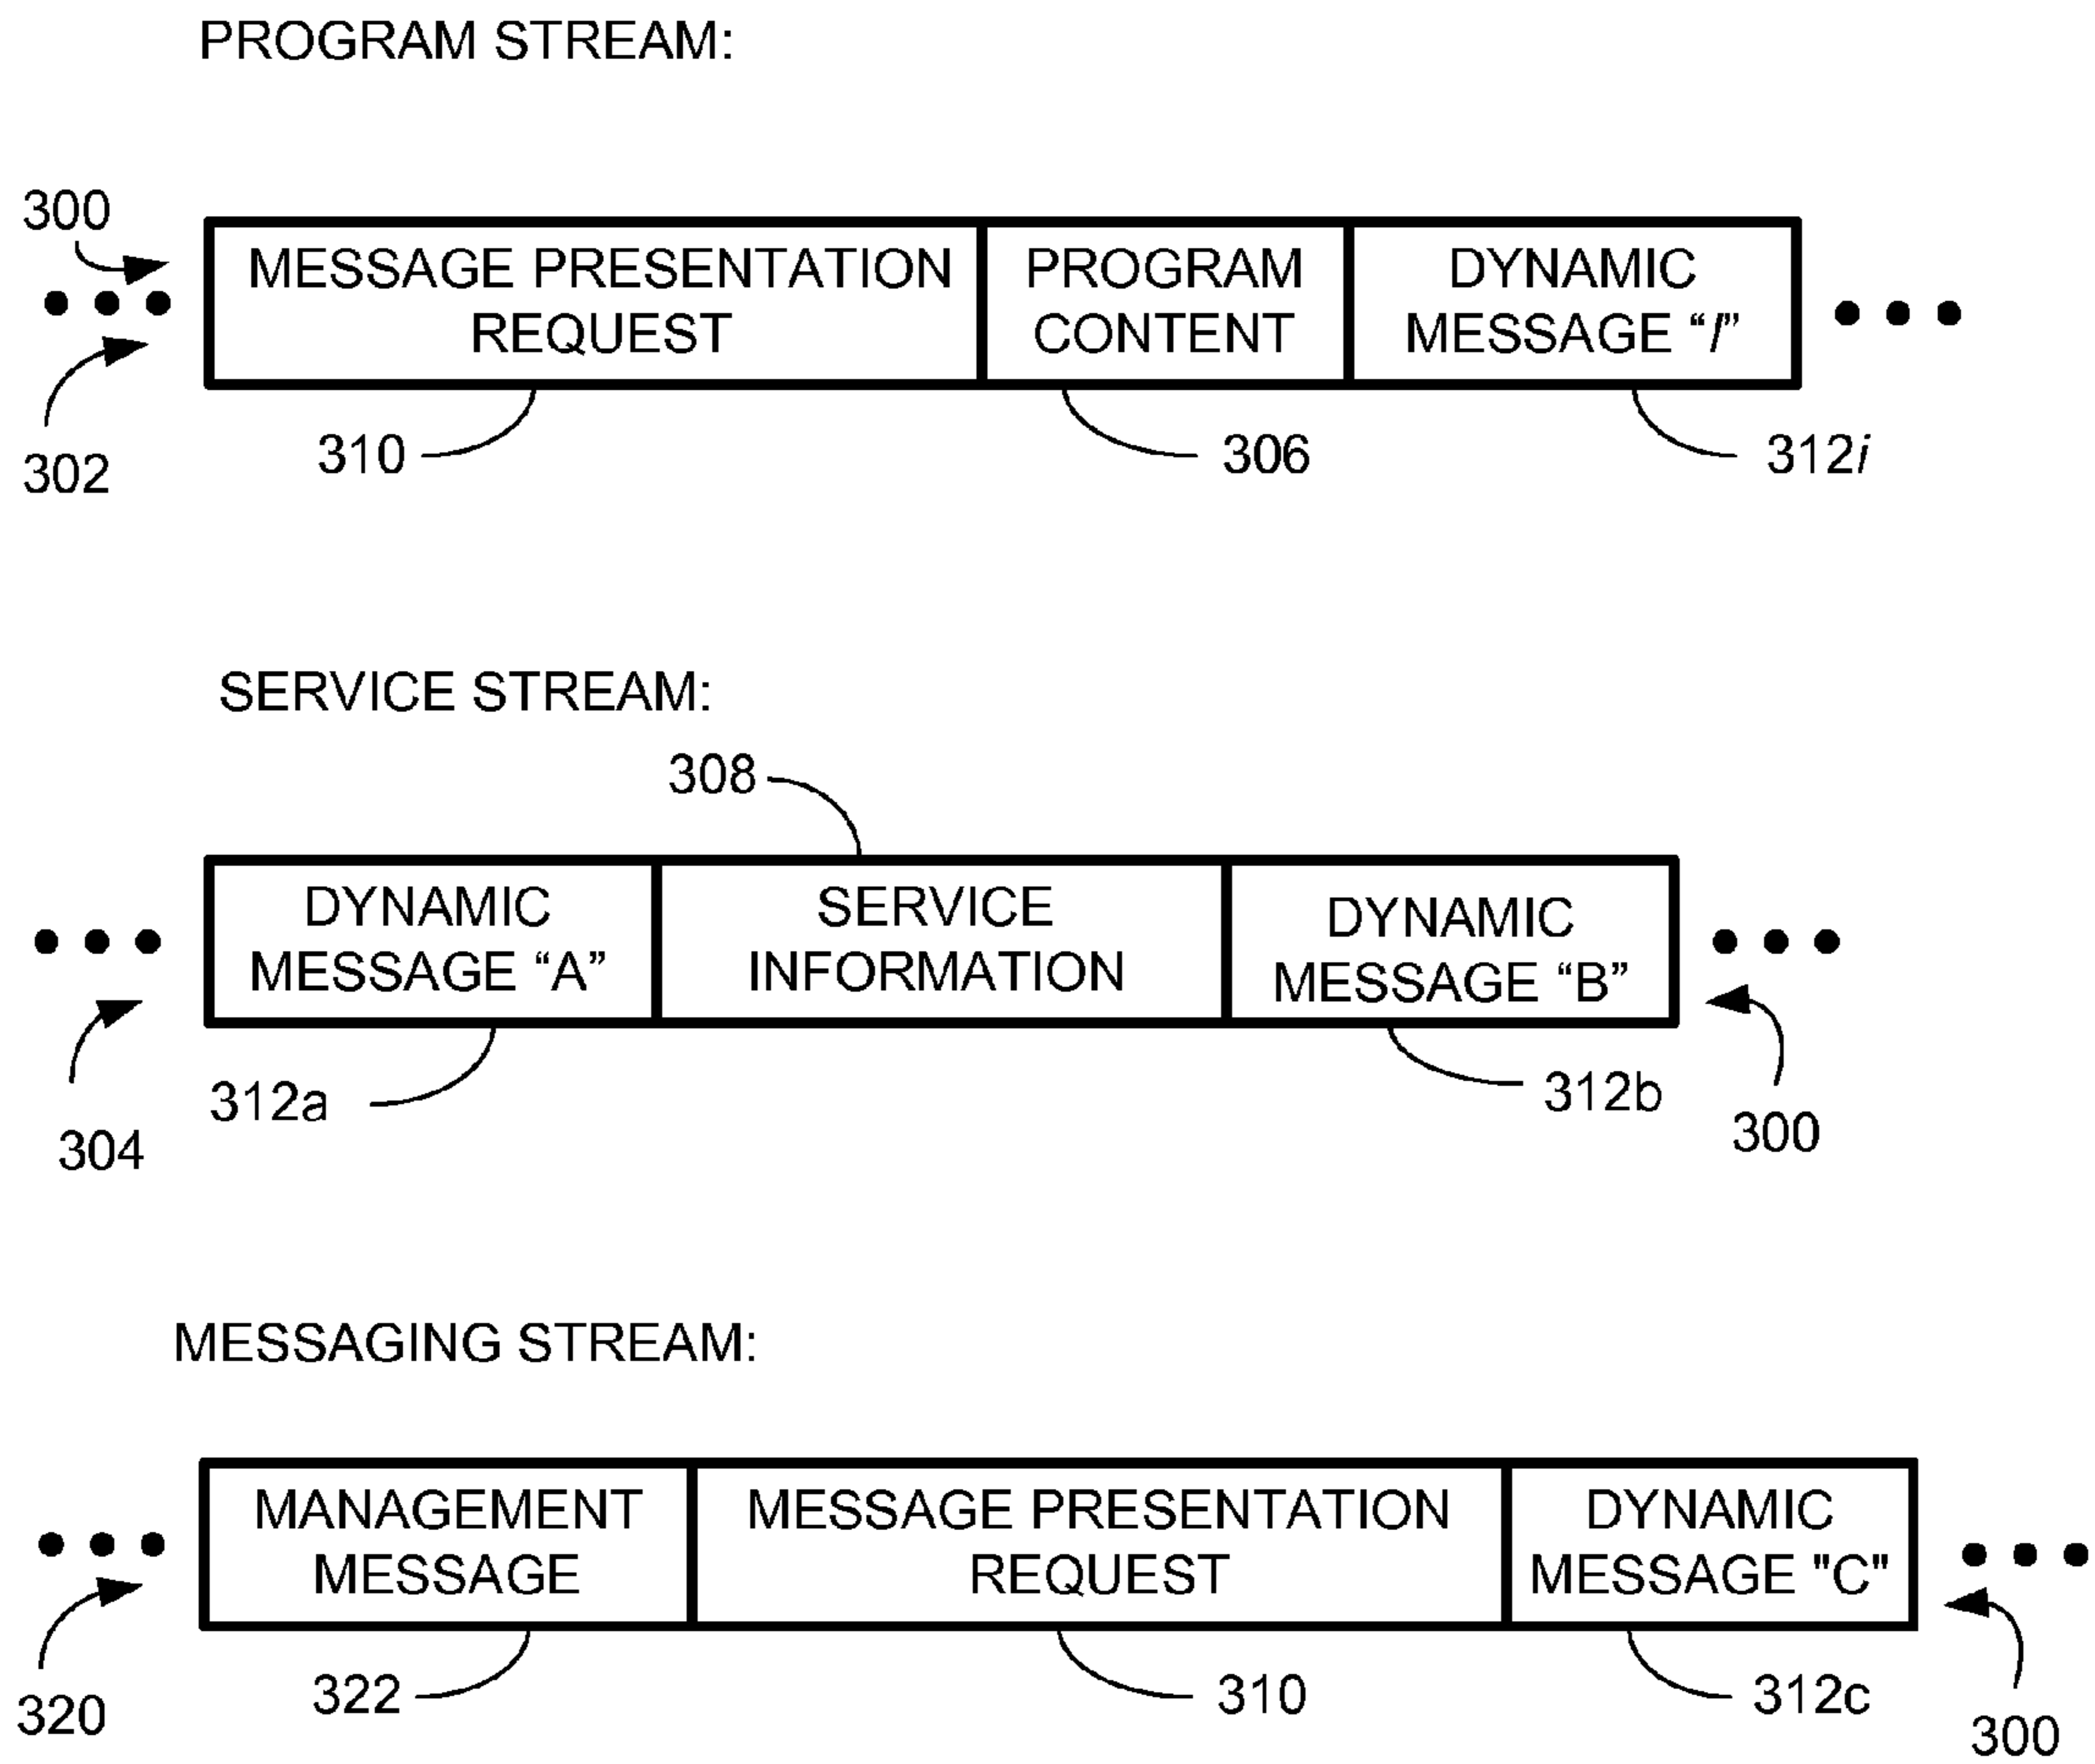 PROGRAM STREAM:
300
MESSAGE PRESENTATION
REQUEST
PROGRAM
CONTENT
DYNAMIC
MESSAGE “I”
302
310
306
312i
SERVICE STREAM:
308
DYNAMIC
MESSAGE “A”
SERVICE
INFORMATION
DYNAMIC
MESSAGE “B”
304
312a
312b
300
MESSAGING STREAM:
MANAGEMENT
MESSAGE
MESSAGE PRESENTATION
REQUEST
DYNAMIC
MESSAGE "C"
320
322
310
312c
300